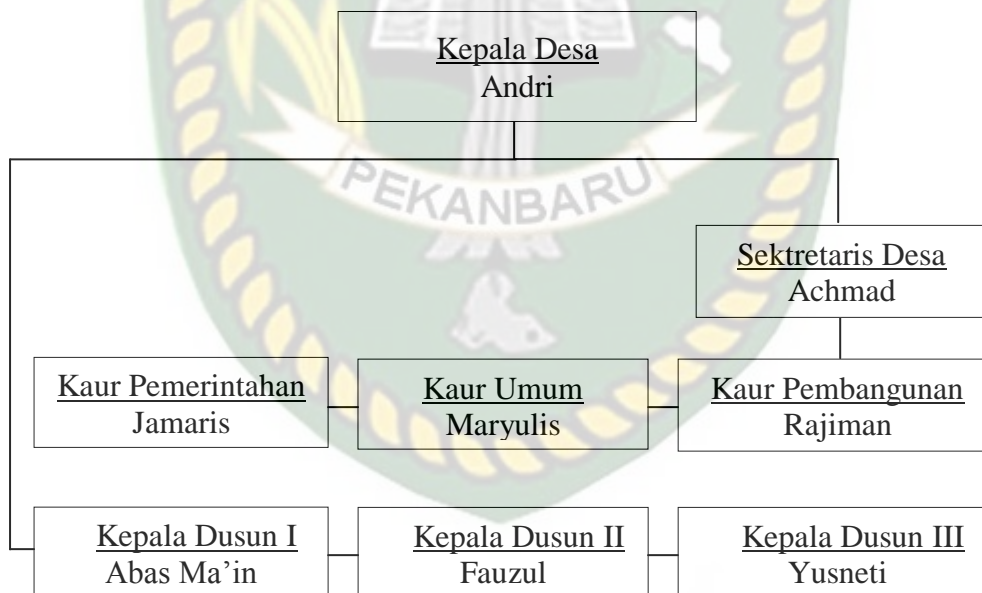 Kepala Desa
Andri
PEKANBARU
Sektretaris Desa
Achmad
Kaur Pemerintahan
Jamaris
Kaur Umum
Maryulis
Kaur Pembangunan
Rajiman
Kepala Dusun I
Abas Ma’in
Kepala Dusun II
Fauzul
Kepala Dusun III
Yusneti